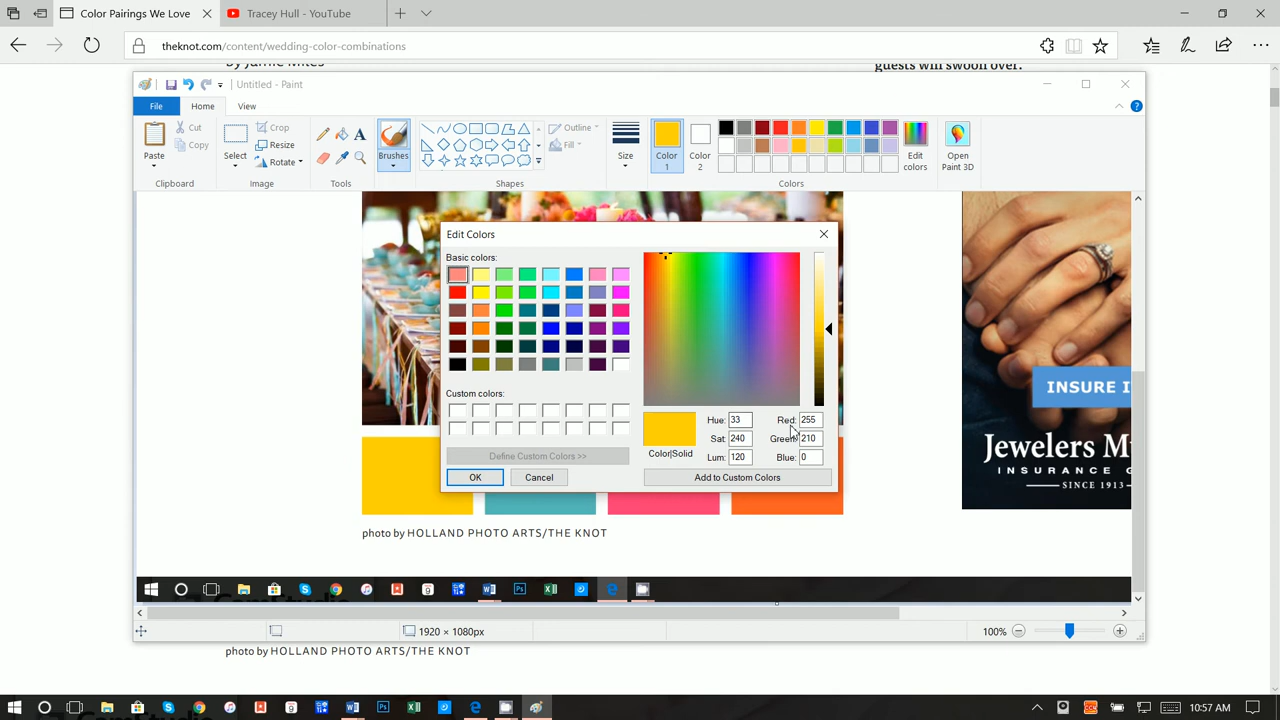 Color Pairings We Love
Tracey Hull - YouTube
theknot.com/content/wedding-color-combinations
guests will swoon over.
Untitled - Paint
File
Home
View
Paste
Cut
Copy
Clipboard
Select
Crop
Resize
Rotate
Image
Tools
Brushes
Outline
Fill
Shapes
Size
Color 1
Color 2
Colors
Edit colors
Open Paint 3D
Edit Colors
Basic colors:
Custom colors:
Define Custom Colors >>
OK
Cancel
Color|Solid
Hue: 33
Sat: 240
Lum: 120
Red: 255
Green: 210
Blue: 0
Add to Custom Colors
INSURE I
Jewelers M
INSURANCE G
SINCE 1913
photo by HOLLAND PHOTO ARTS/THE KNOT
1920 × 1080px
100%
photo by HOLLAND PHOTO ARTS/THE KNOT
10:57 AM